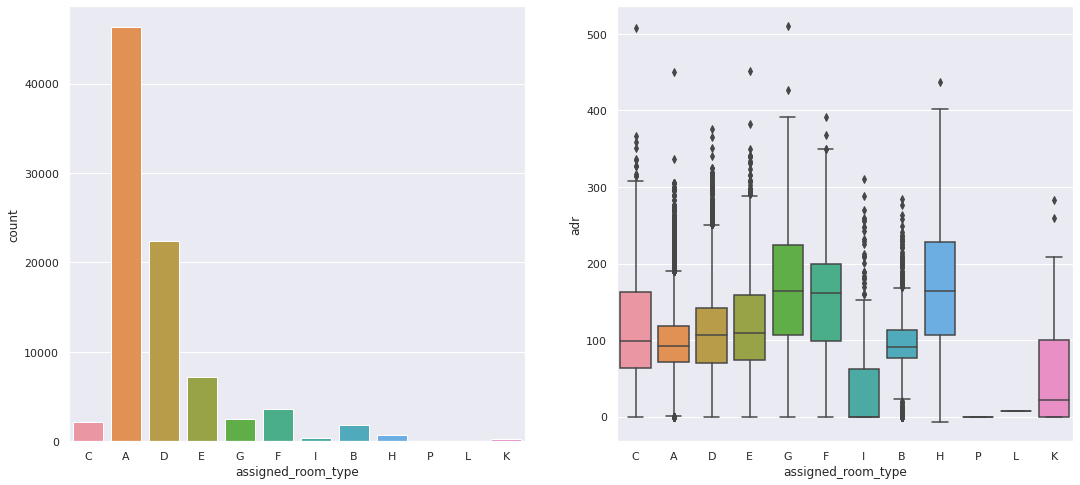 40000
30000
20000
10000
0
count
C A D E G F I B H P L K
assigned_room_type
500
400
300
200
100
0
adr
C A D E G F I B H P L K
assigned_room_type